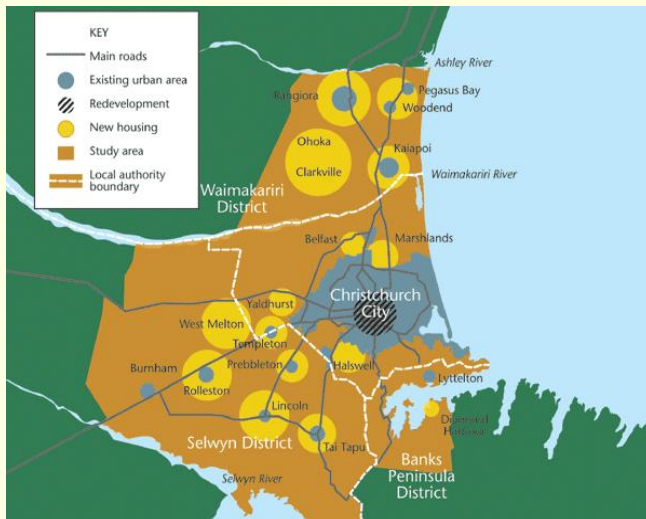 KEY
Main roads
Existing urban area
Redevelopment
New housing
Study area
Local authority
boundary
Ashley River
Pegasus Bay
Rangiora
Woodend
Ohoka
Clarkville
Kaiapoi
Waimakariri River
Waimakariri
District
Belfast
Marshlands
Yaldhurst
Christchurch
City
West Melton
Templeton
Prebbleton
Halswell
Burnham
Rolleston
Lyttelton
Lincoln
Diamond
Harbour
Selwyn District
Tai Tapu
Banks
Peninsula
District
Selwyn River